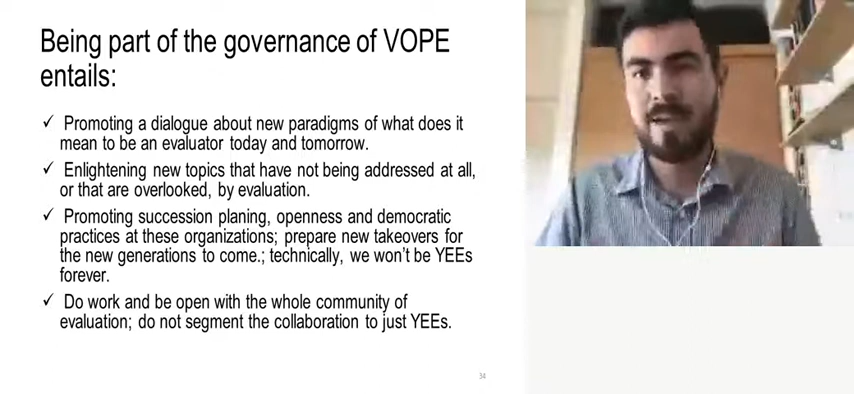 Being part of the governance of VOPE
entails:
✓ Promoting a dialogue about new paradigms of what does it
mean to be an evaluator today and tomorrow.
✓ Enlightening new topics that have not being addressed at all,
or that are overlooked, by evaluation.
✓ Promoting succession planing, openness and democratic
practices at these organizations; prepare new takeovers for
the new generations to come.; technically, we won't be YEEs
forever.
✓ Do work and be open with the whole community of
evaluation; do not segment the collaboration to just YEEs.
34